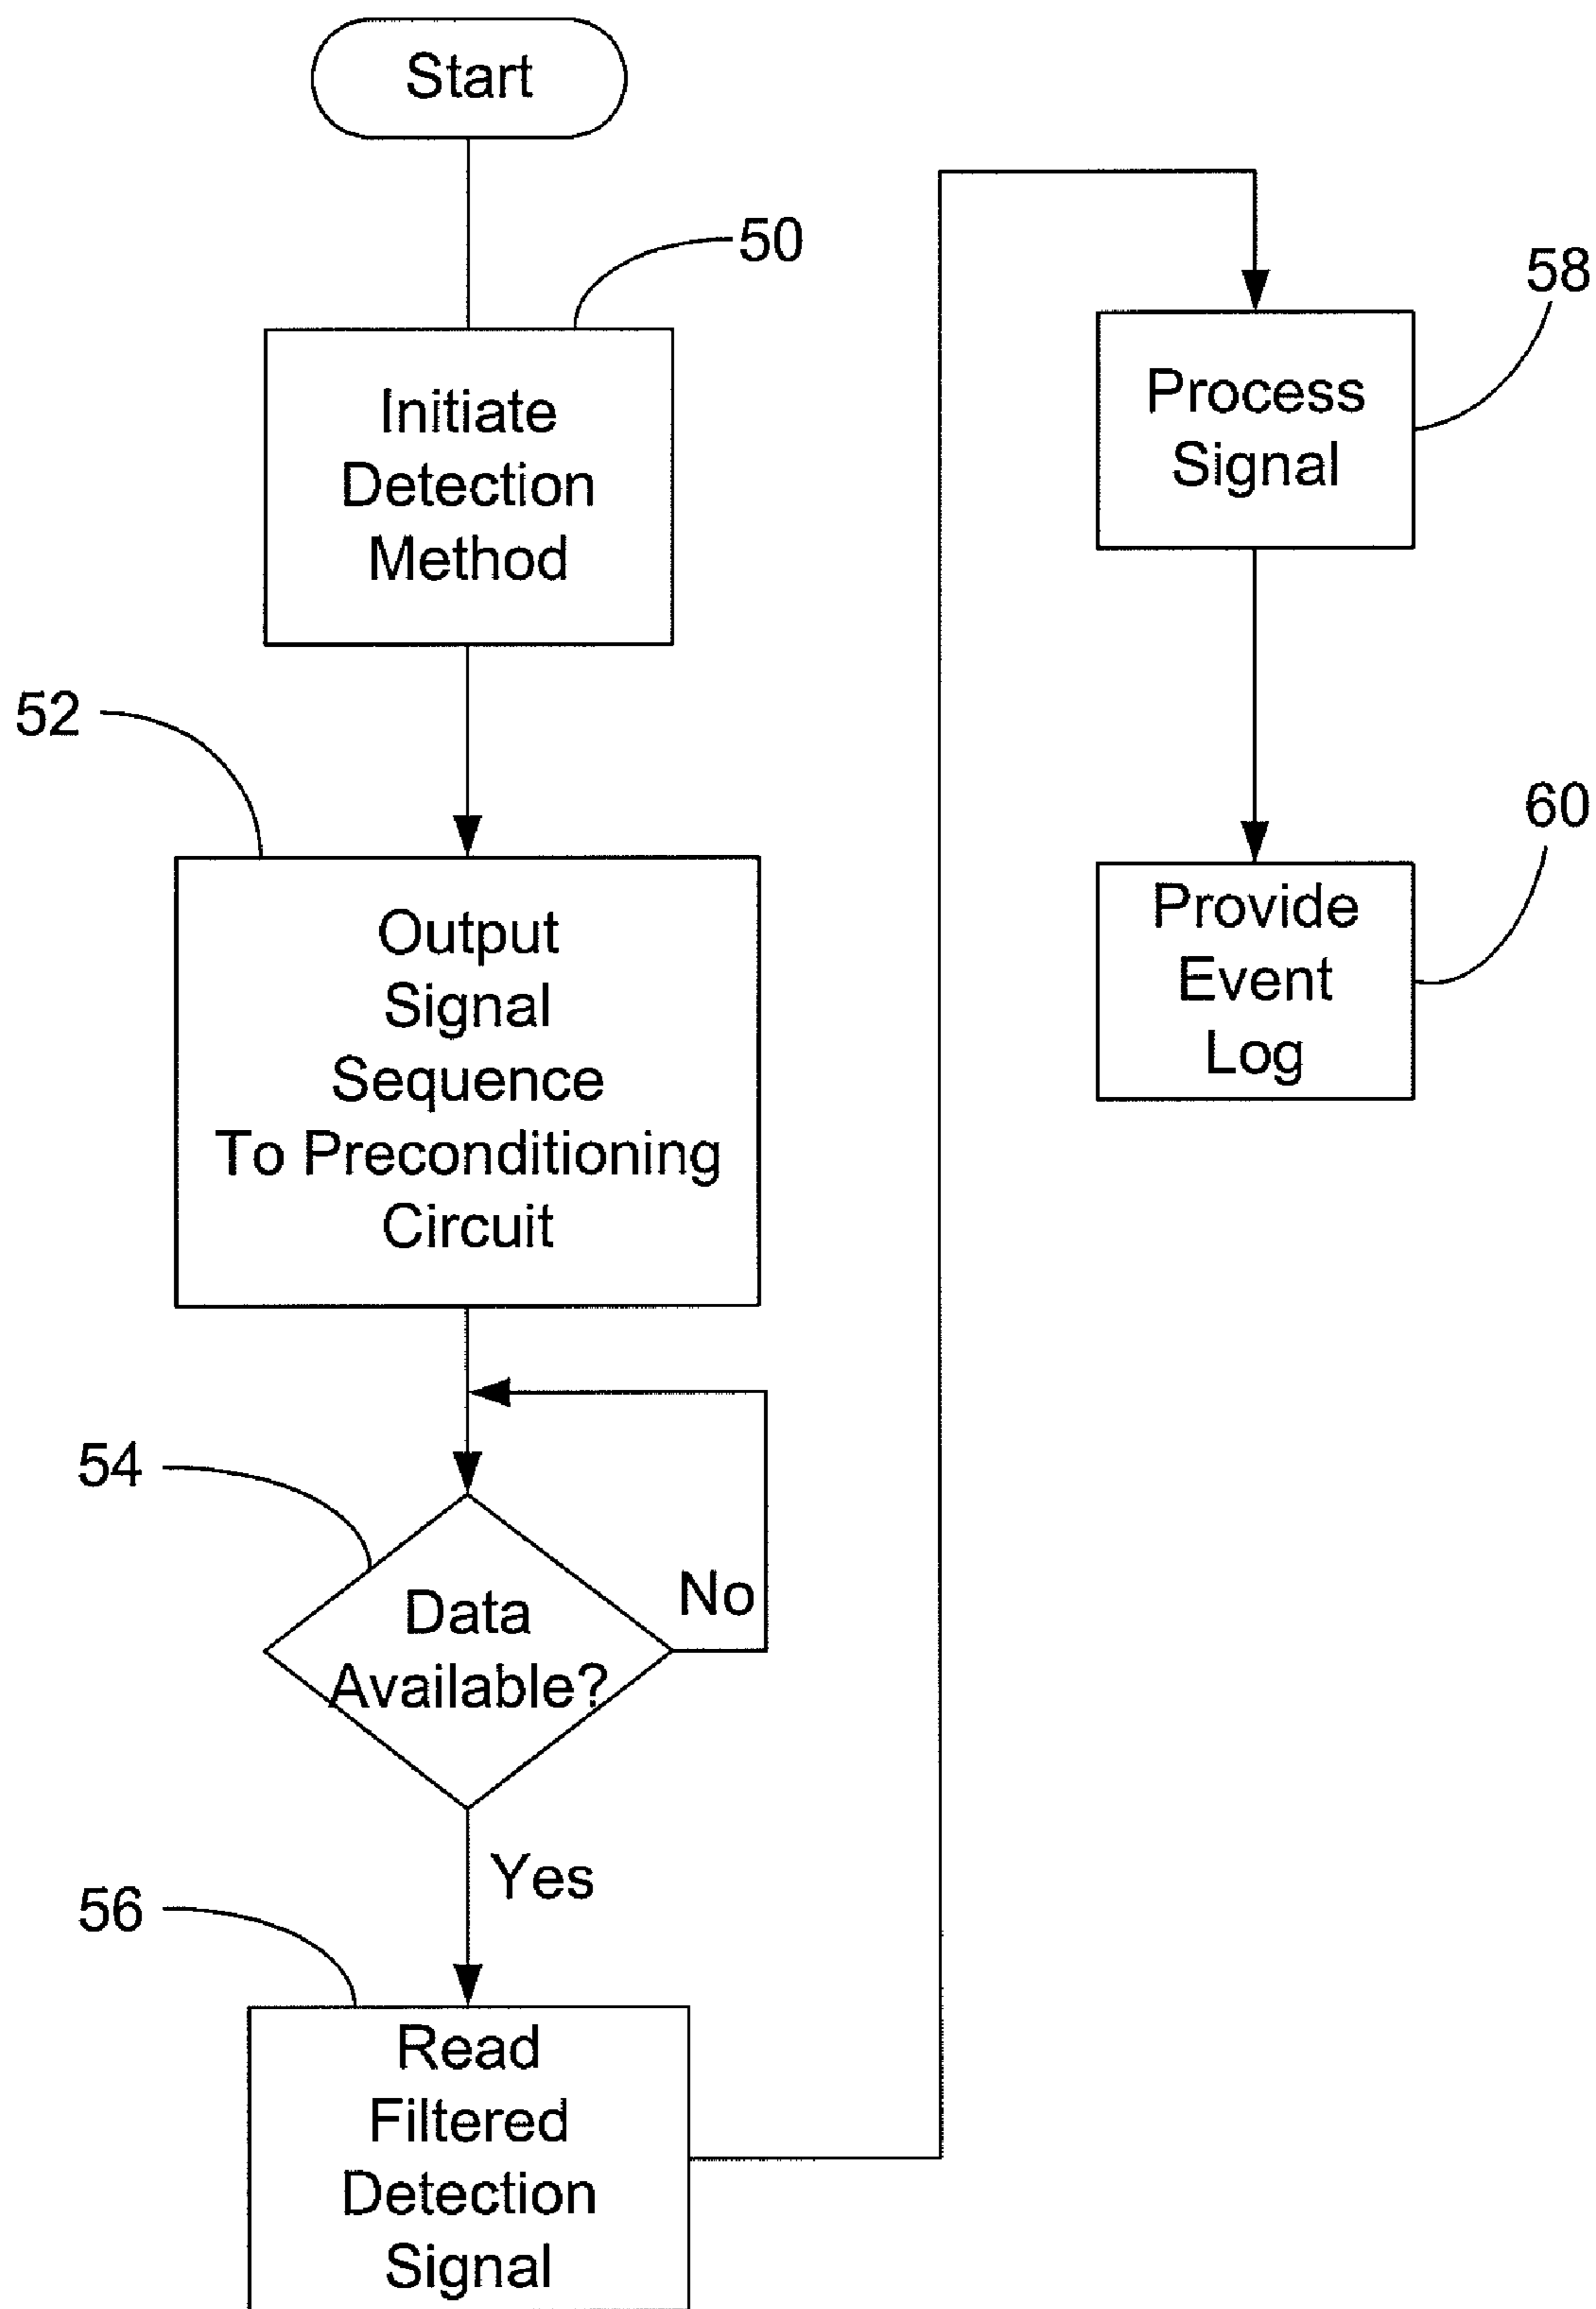 Start
50
Initiate
Detection
Method
52
Output
Signal
Sequence
To Preconditioning
Circuit
54
Data
Available?
No
Yes
56
Read
Filtered
Detection
Signal
58
Process
Signal
60
Provide
Event
Log